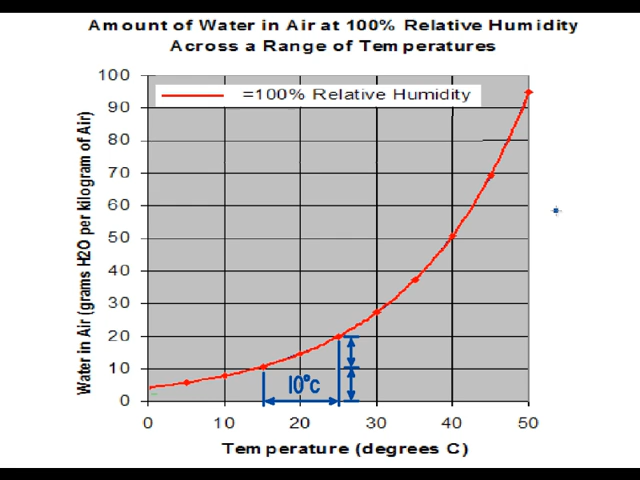 Amount of Water in Air at 100% Relative Humidity
Across a Range of Temperatures
=100% Relative Humidity
Water in Air (grams H2O per kilogram of Air)
100
90
80
70
60
50
40
30
20
10
0
10°c
0 10 20 30 40 50
Temperature (degrees C)